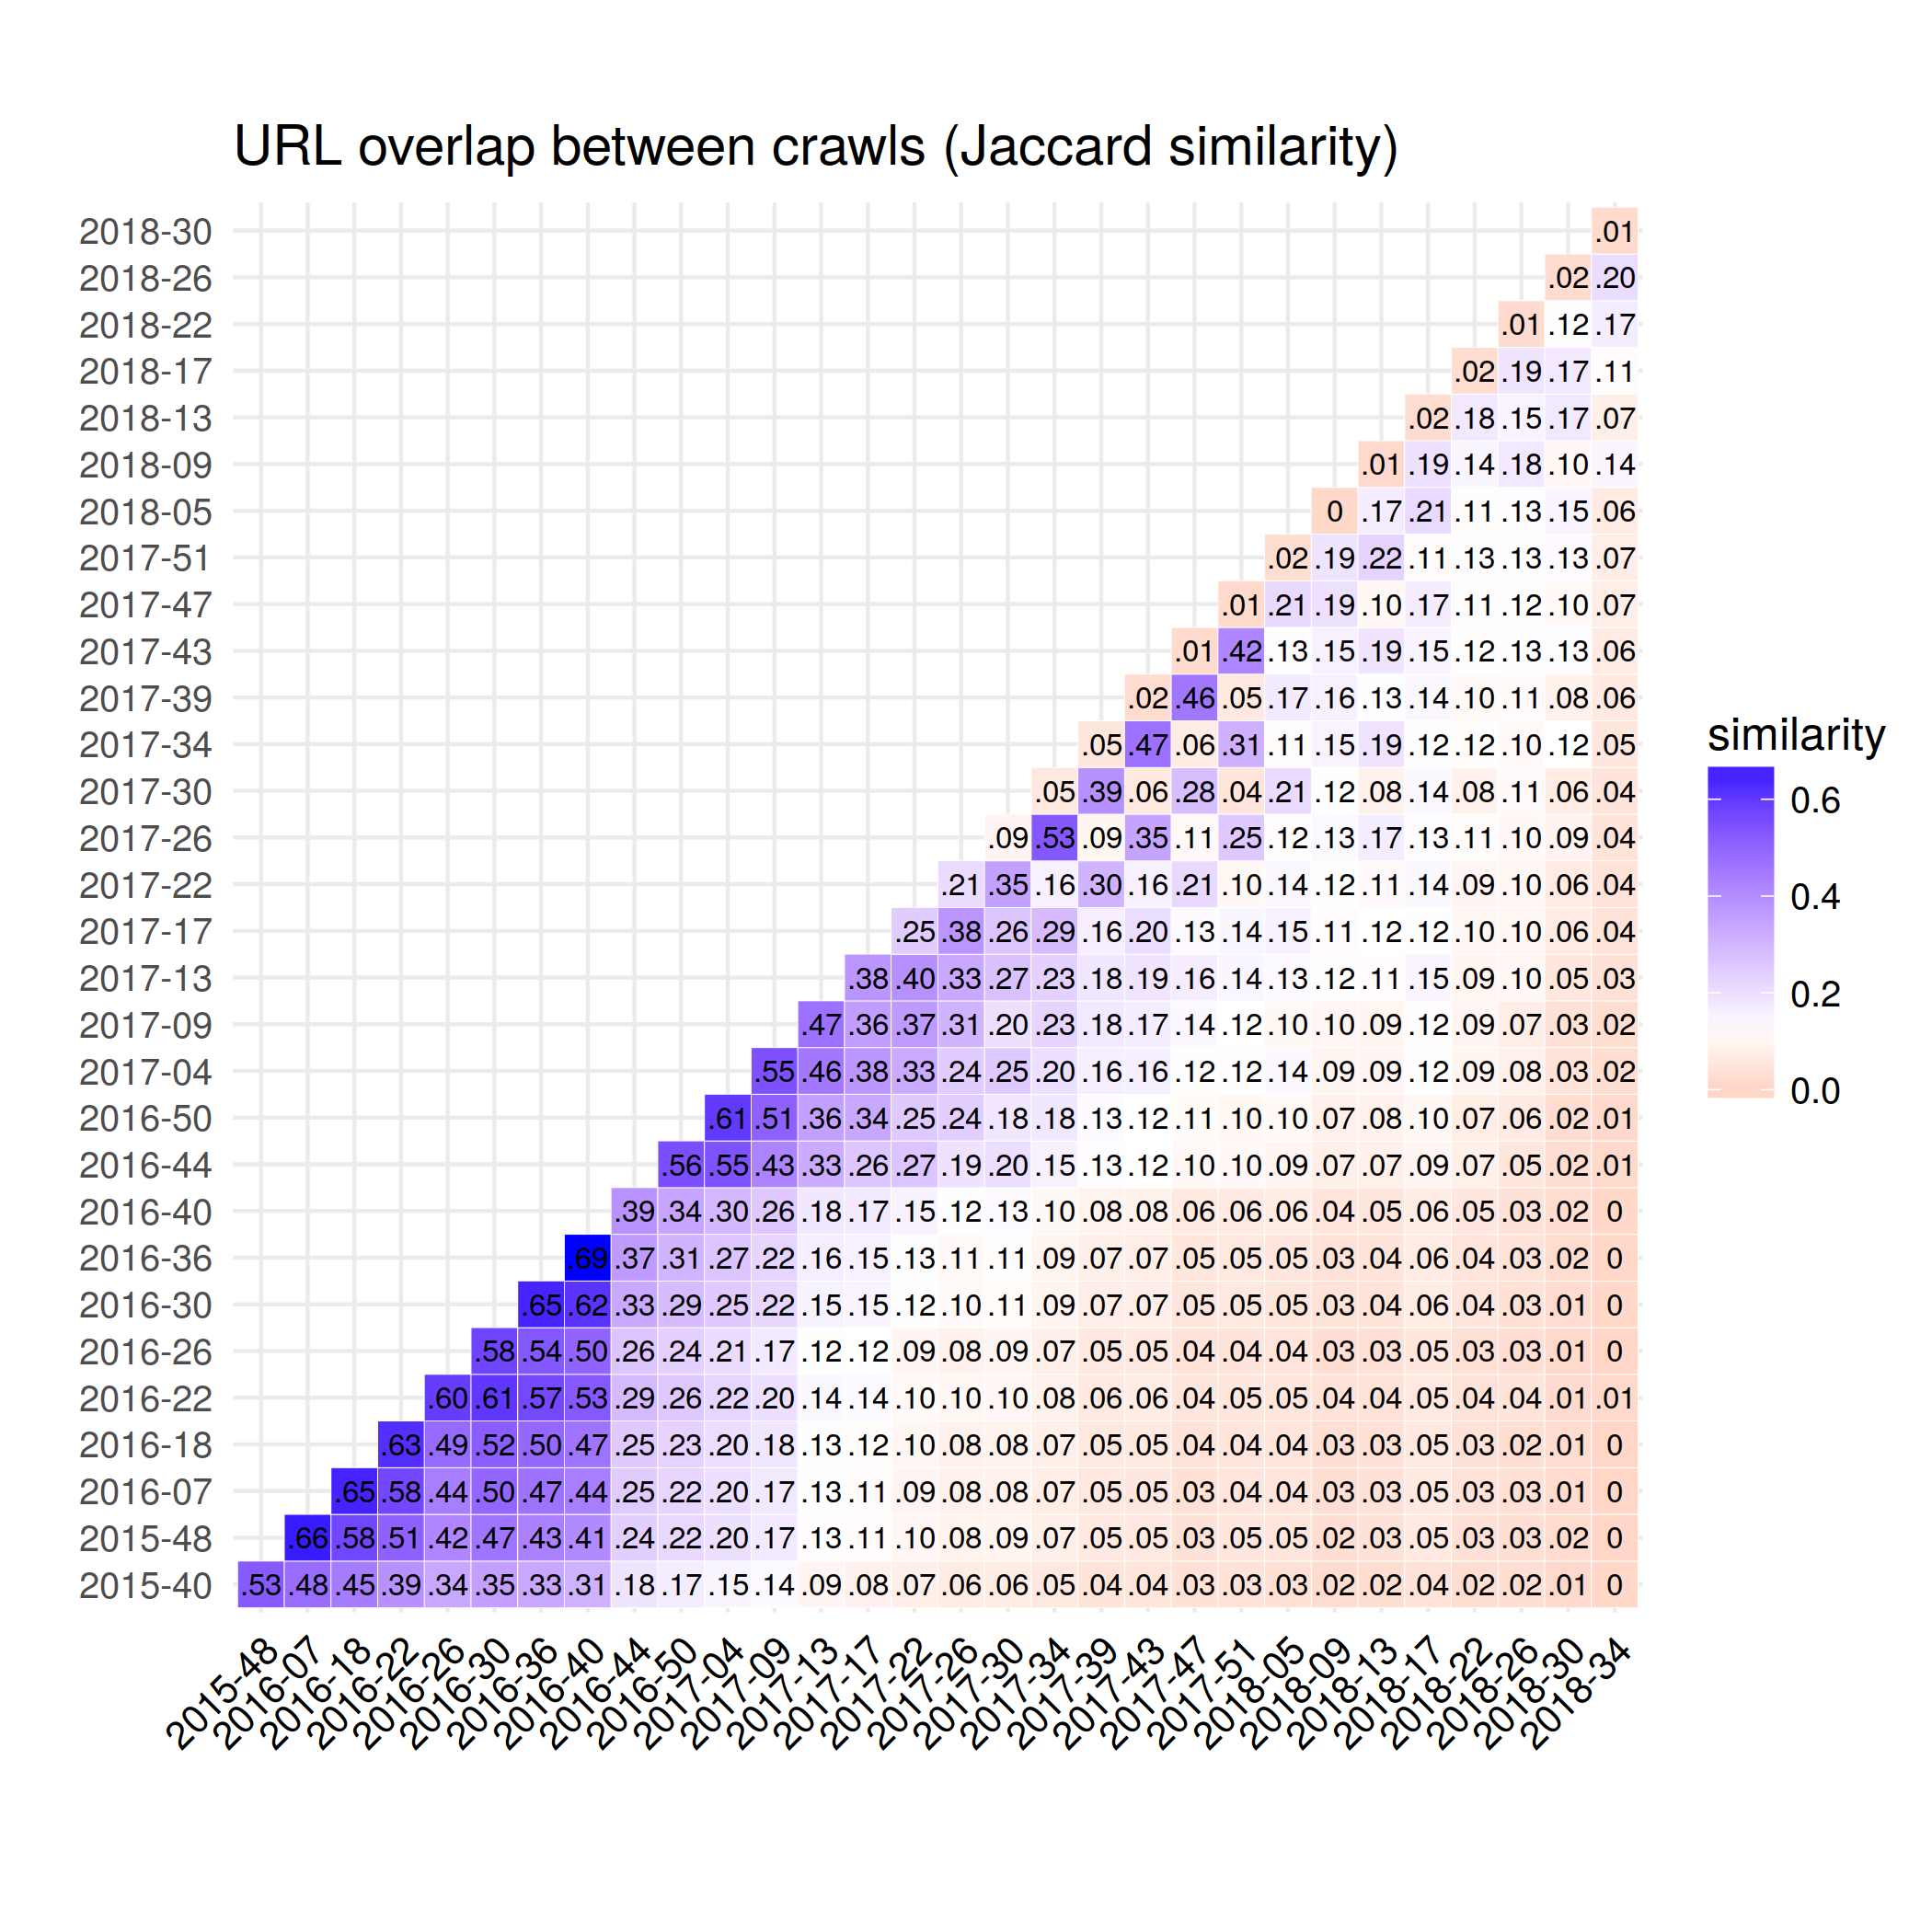 URL overlap between crawls (Jaccard similarity)
2018-30 .01
2018-26 .02 .20
2018-22 .01 .12 .17
2018-17 .02 .19 .17 .11
2018-13 .02 .18 .15 .17 .07
2018-09 .01 .19 .14 .18 .10 .14
2018-05 0 .17 .21 .11 .13 .15 .06
2017-51 .02 .19 .22 .11 .13 .13 .13 .07
2017-47 .01 .21 .19 .10 .17 .11 .12 .10 .07
2017-43 .01 .42 .13 .15 .19 .15 .12 .13 .13 .06
2017-39 .02 .46 .05 .17 .16 .13 .14 .10 .11 .08 .06
2017-34 .05 .47 .06 .31 .11 .15 .19 .12 .12 .10 .12 .05
2017-30 .05 .39 .06 .28 .04 .21 .12 .08 .14 .08 .11 .06 .04
2017-26 .09 .53 .09 .35 .11 .25 .12 .13 .17 .13 .11 .10 .09 .04
2017-22 .21 .35 .16 .30 .16 .21 .10 .14 .12 .11 .14 .09 .10 .06 .04
2017-17 .25 .38 .26 .29 .16 .20 .13 .14 .15 .11 .12 .12 .10 .10 .06 .04
2017-13 .38 .40 .33 .27 .23 .18 .19 .16 .14 .13 .12 .11 .15 .09 .10 .05 .03
2017-09 .47 .36 .37 .31 .20 .23 .18 .17 .14 .12 .10 .10 .09 .12 .09 .07 .03 .02
2017-04 .55 .46 .38 .33 .24 .25 .20 .16 .16 .12 .12 .14 .09 .09 .12 .09 .08 .03 .02
2016-50 .61 .51 .36 .34 .25 .24 .18 .18 .13 .12 .11 .10 .10 .07 .08 .10 .07 .06 .02 .01
2016-44 .56 .55 .43 .33 .26 .27 .19 .20 .15 .13 .12 .10 .10 .09 .07 .07 .09 .07 .05 .02 .01
2016-40 .39 .34 .30 .26 .18 .17 .15 .12 .13 .10 .08 .08 .06 .06 .06 .04 .05 .06 .05 .03 .02 0
2016-36 .69 .37 .31 .27 .22 .16 .15 .13 .11 .11 .09 .07 .07 .05 .05 .05 .03 .04 .06 .04 .03 .02 0
2016-30 .65 .62 .33 .29 .25 .22 .15 .15 .12 .10 .11 .09 .07 .07 .05 .05 .05 .03 .04 .06 .04 .03 .01 0
2016-26 .58 .54 .50 .26 .24 .21 .17 .12 .12 .09 .08 .09 .07 .05 .05 .04 .04 .04 .03 .03 .05 .03 .03 .01 0
2016-22 .60 .61 .57 .53 .29 .26 .22 .20 .14 .14 .10 .10 .10 .08 .06 .06 .04 .05 .05 .04 .04 .05 .04 .04 .01 .01
2016-18 .63 .49 .52 .50 .47 .25 .23 .20 .18 .13 .12 .10 .08 .08 .07 .05 .05 .04 .04 .04 .03 .03 .05 .03 .02 .01 0
2016-07 .65 .58 .44 .50 .47 .44 .25 .22 .20 .17 .13 .11 .09 .08 .08 .07 .05 .05 .03 .04 .04 .03 .03 .05 .03 .03 .01 0
2015-48 .66 .58 .51 .42 .47 .43 .41 .24 .22 .20 .17 .13 .11 .10 .08 .09 .07 .05 .05 .03 .05 .05 .02 .03 .05 .03 .03 .02 0
2015-40 .53 .48 .45 .39 .34 .35 .33 .31 .18 .17 .15 .14 .09 .08 .07 .06 .06 .05 .04 .04 .03 .03 .03 .02 .02 .04 .02 .02 .01 0
2015-48 2016-07 2016-18 2016-22 2016-26 2016-30 2016-36 2016-40 2016-44 2016-50 2017-04 2017-09 2017-13 2017-17 2017-22 2017-26 2017-30 2017-34 2017-39 2017-43 2017-47 2017-51 2018-05 2018-09 2018-13 2018-17 2018-22 2018-26 2018-30 2018-34
similarity
0.6
0.4
0.2
0.0